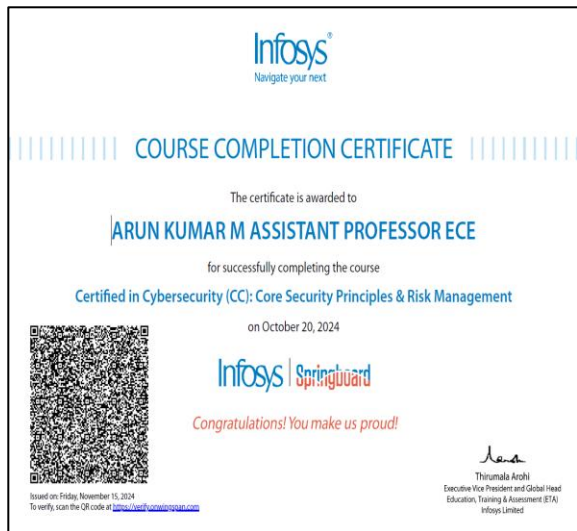 Infosys®
Navigate your next
COURSE COMPLETION CERTIFICATE
The certificate is awarded to
ARUN KUMAR M ASSISTANT PROFESSOR ECE
for successfully completing the course
Certified in Cybersecurity (CC): Core Security Principles & Risk Management
on October 20, 2024
Infosys | Springboard
Congratulations! You make us proud!
Thirumala Arohi
Executive Vice President and Global Head
Education, Training & Assessment (ETA)
Infosys Limited
Issued on: Friday, November 15, 2024
To verify, scan the QR code at https://verify.onwingspan.com